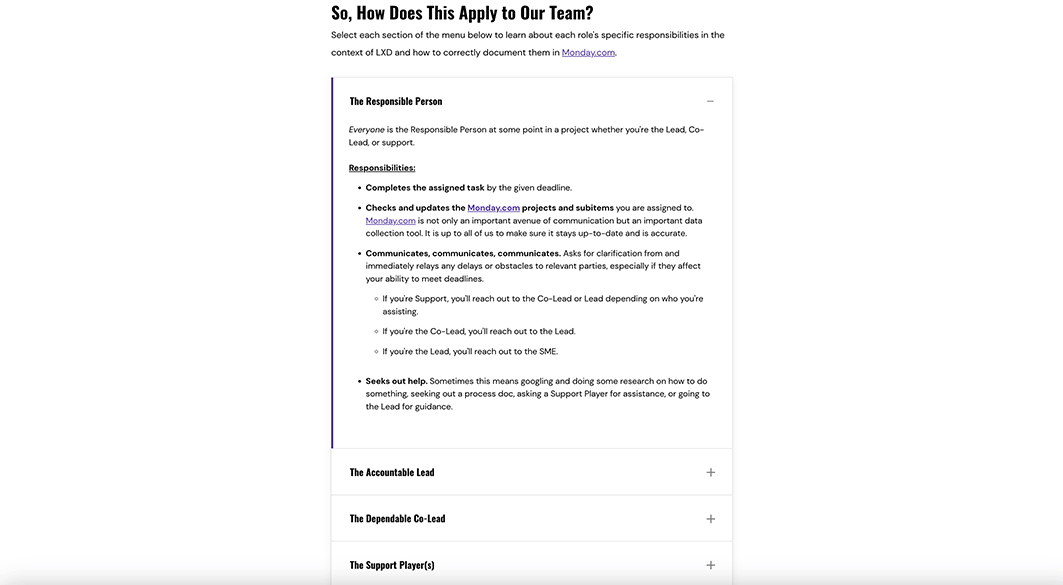 So, How Does This Apply to Our Team?
Select each section of the menu below to learn about each role's specific responsibilities in the
context of LXD and how to correctly document them in Monday.com.
The Responsible Person
Everyone is the Responsible Person at some point in a project whether you're the Lead, Co-
Lead, or support.
Responsibilities:
• Completes the assigned task by the given deadline.
• Checks and updates the Monday.com projects and subitems you are assigned to.
Monday.com is not only an important avenue of communication but an important data
collection tool. It is up to all of us to make sure it stays up-to-date and is accurate.
• Communicates, communicates, communicates. Asks for clarification from and
immediately relays any delays or obstacles to relevant parties, especially if they affect
your ability to meet deadlines.
◦ If you're Support, you'll reach out to the Co-Lead or Lead depending on who you're
assisting.
◦ If you're the Co-Lead, you'll reach out to the Lead.
◦ If you're the Lead, you'll reach out to the SME.
• Seeks out help. Sometimes this means googling and doing some research on how to do
something, seeking out a process doc, asking a Support Player for assistance, or going to
the Lead for guidance.
The Accountable Lead
The Dependable Co-Lead
The Support Player(s)